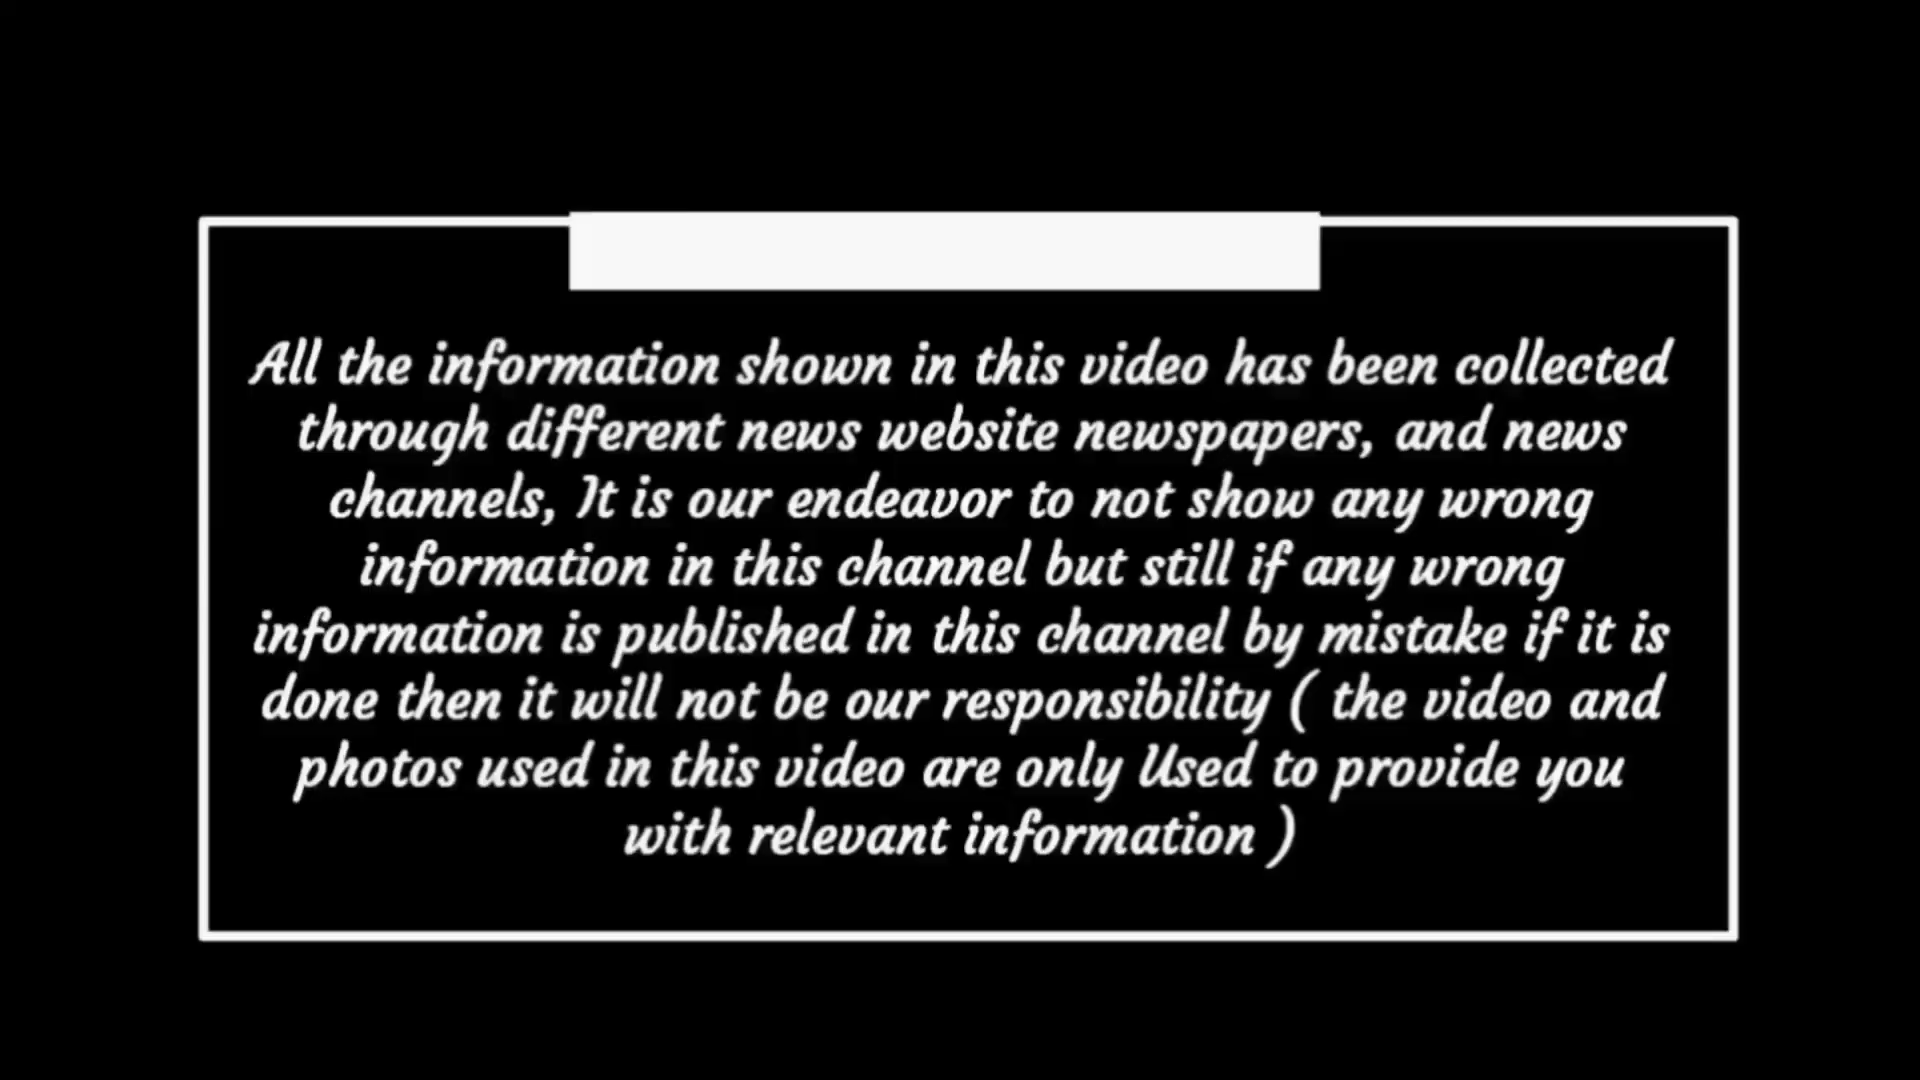 All the information shown in this video has been collected
through different news website newspapers, and news
channels, It is our endeavor to not show any wrong
information in this channel but still if any wrong
information is published in this channel by mistake if it is
done then it will not be our responsibility ( the video and
photos used in this video are only Used to provide you
with relevant information )